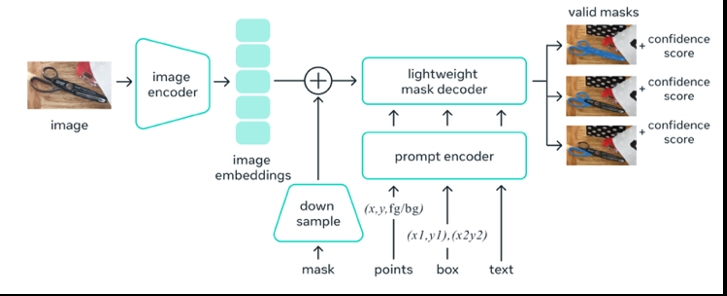 valid masks
image
encoder
image
image
embeddings
down
sample
mask
lightweight
mask decoder
prompt encoder
(x,y,fg/bg)
(x1,y1),(x2y2)
points
box
text
+ confidence
score
+ confidence
score
+ confidence
score